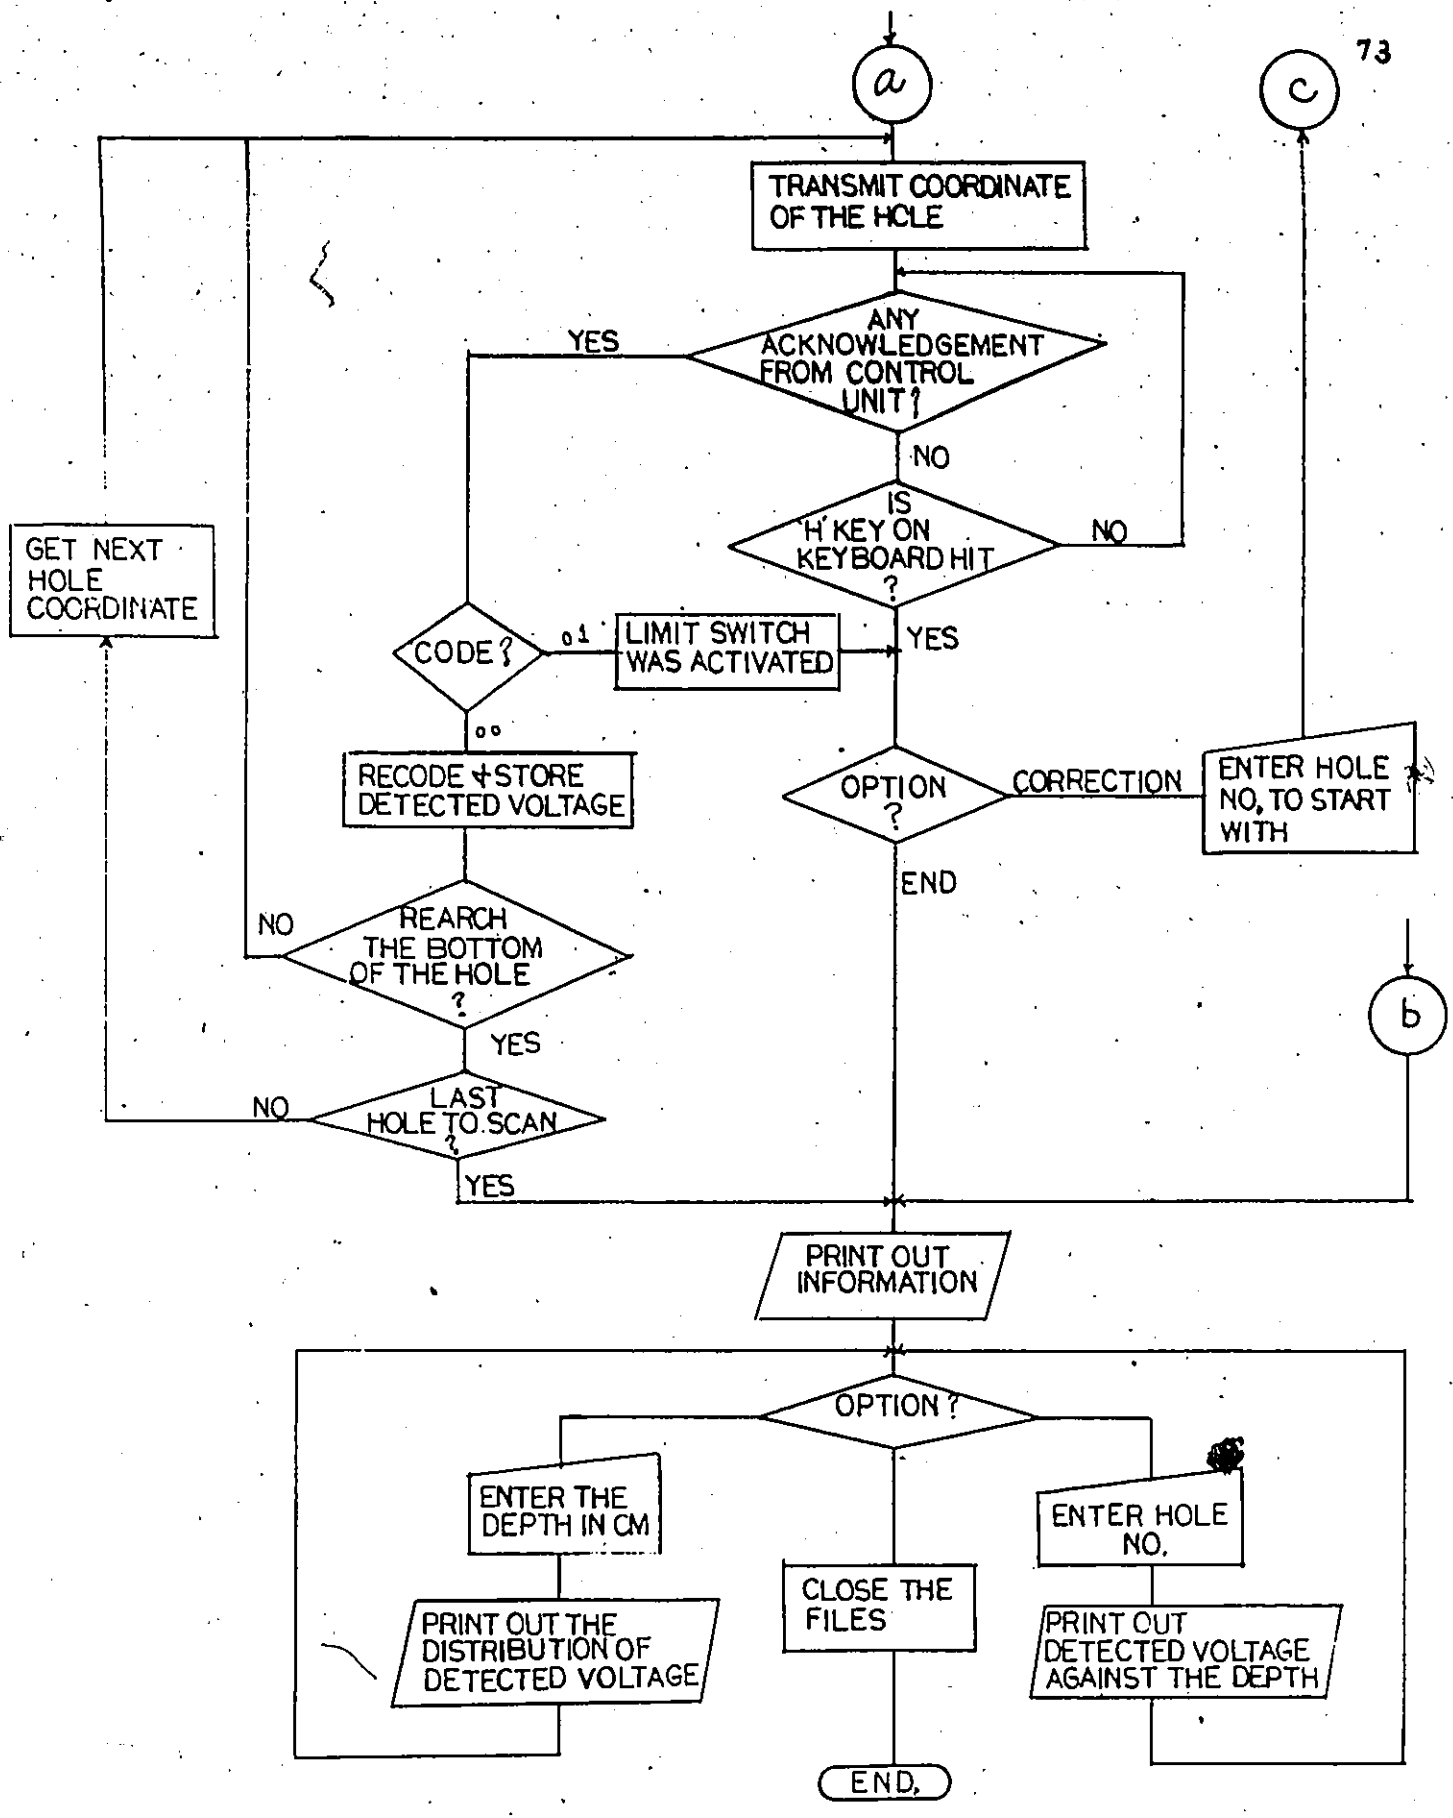 73
a
c
TRANSMIT COORDINATE
OF THE HOLE
ANY
ACKNOWLEDGEMENT
FROM CONTROL
UNIT?
YES
NO
IS
'H' KEY ON
KEYBOARD HIT
?
NO
YES
GET NEXT
HOLE
COORDINATE
CODE?
01
LIMIT SWITCH
WAS ACTIVATED
00
RECODE & STORE
DETECTED VOLTAGE
OPTION
?
CORRECTION
ENTER HOLE
NO, TO START
WITH
END
REARCH
THE BOTTOM
OF THE HOLE
?
NO
YES
b
LAST
HOLE TO SCAN
?
NO
YES
PRINT OUT
INFORMATION
OPTION?
ENTER THE
DEPTH IN CM
PRINT OUT THE
DISTRIBUTION OF
DETECTED VOLTAGE
CLOSE THE
FILES
ENTER HOLE
NO.
PRINT OUT
DETECTED VOLTAGE
AGAINST THE DEPTH
END.